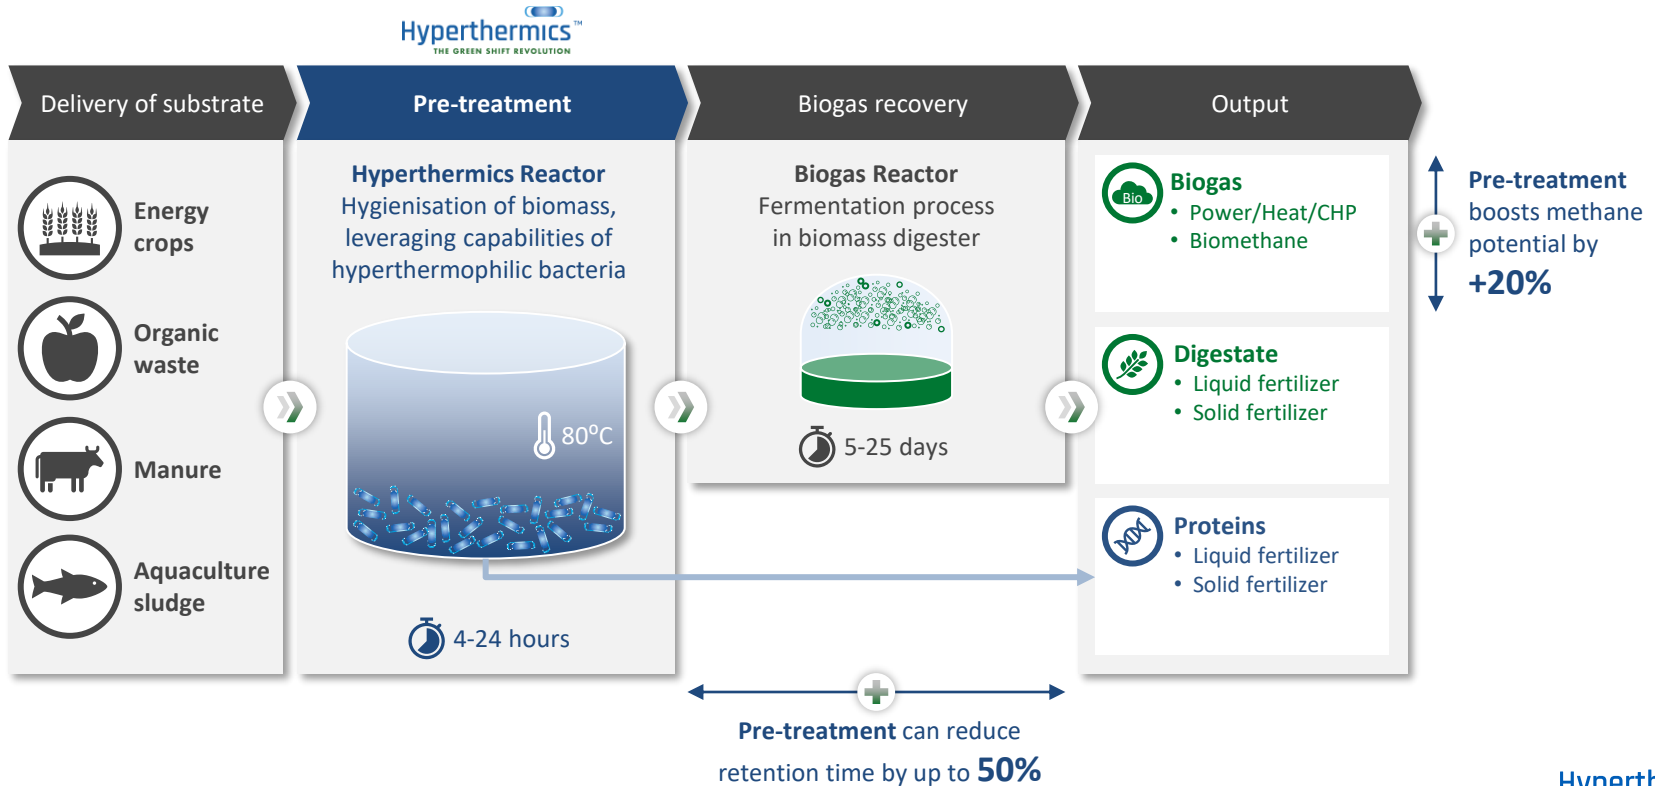 Hyperthermics™
THE GREEN SHIFT REVOLUTION
Delivery of substrate
Pre-treatment
Biogas recovery
Output
Energy
crops
Organic
waste
Manure
Aquaculture
sludge
Hyperthermics Reactor
Hygienisation of biomass,
leveraging capabilities of
hyperthermophilic bacteria
80⁰C
4-24 hours
Biogas Reactor
Fermentation process
in biomass digester
5-25 days
Bio
Biogas
• Power/Heat/CHP
• Biomethane
Digestate
• Liquid fertilizer
• Solid fertilizer
Proteins
• Liquid fertilizer
• Solid fertilizer
Pre-treatment
boosts methane
potential by
+20%
Pre-treatment can reduce
retention time by up to 50%